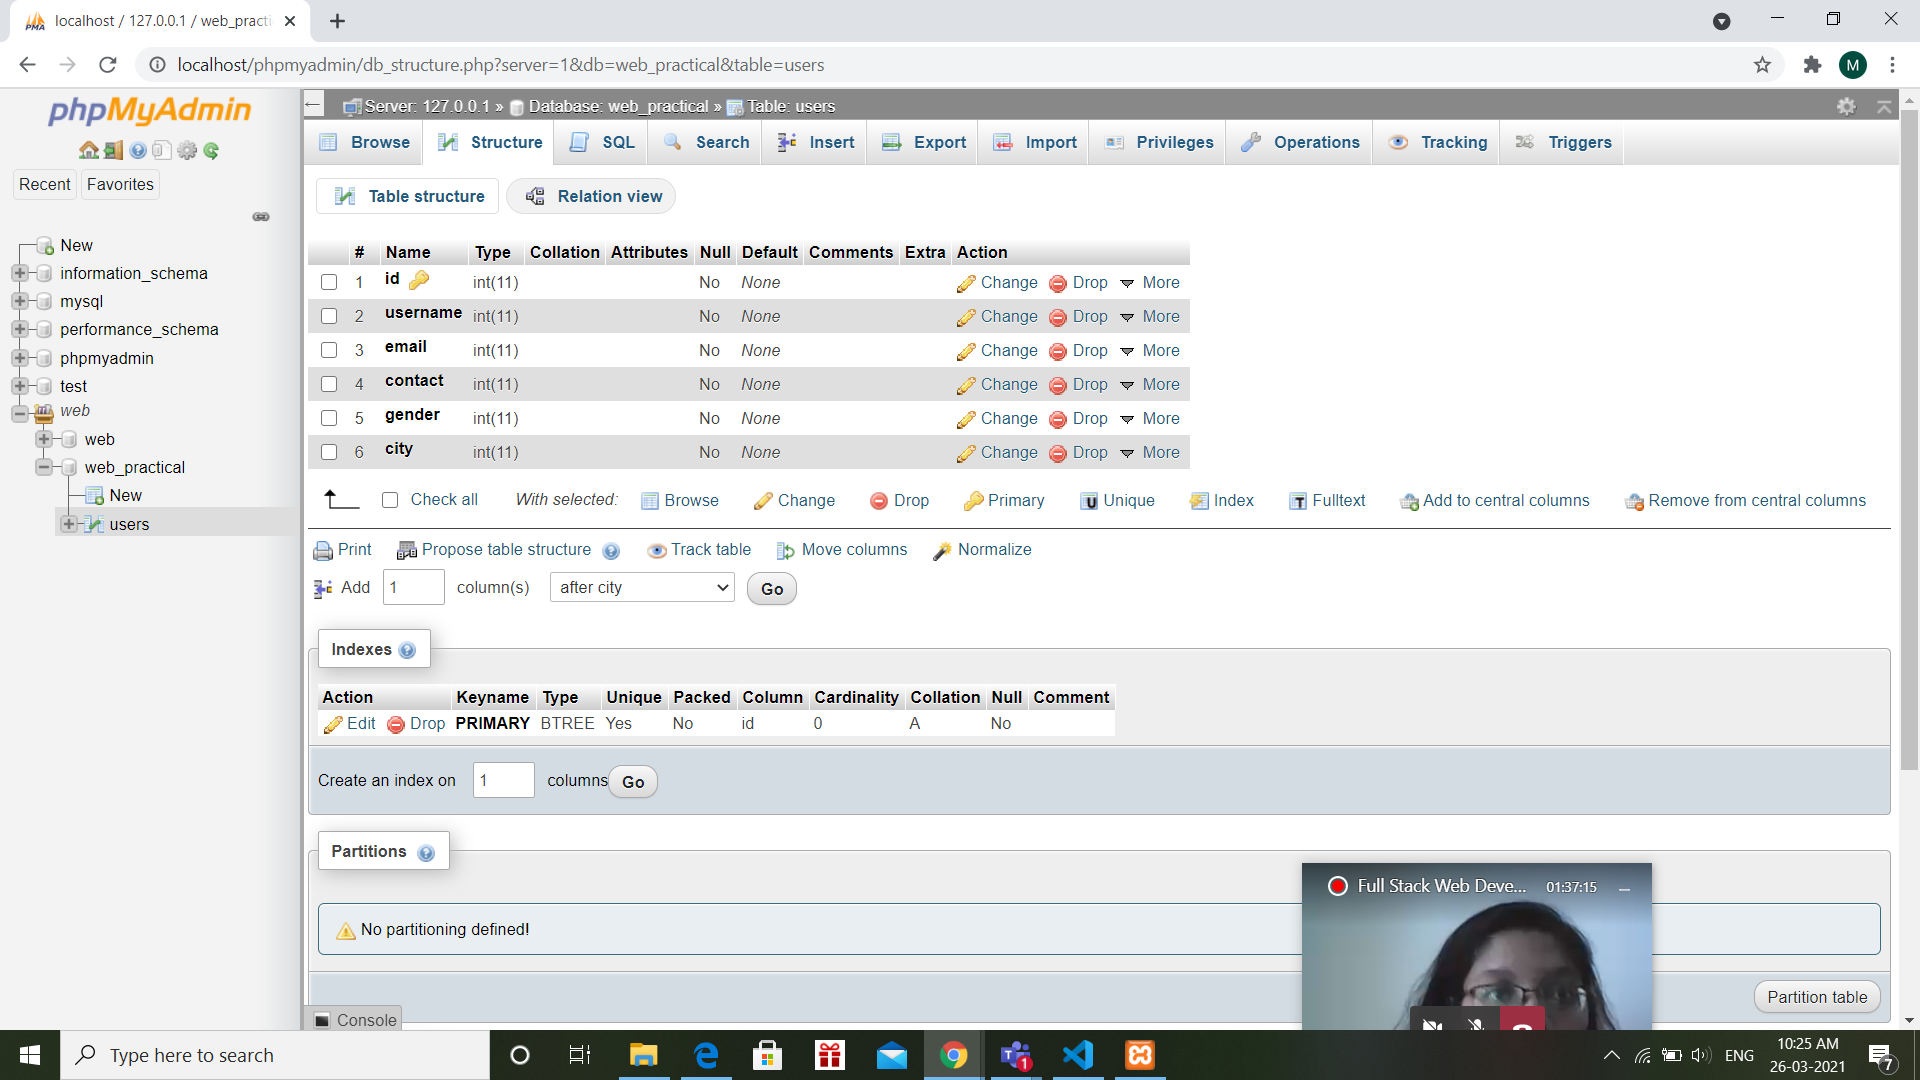 localhost / 127.0.0.1 / web_practi
localhost/phpmyadmin/db_structure.php?server=1&db=web_practical&table=users
M
phpMyAdmin
Recent Favorites
New
information_schema
mysql
performance_schema
phpmyadmin
test
web
web
web_practical
New
users
Server: 127.0.0.1 » Database: web_practical » Table: users
Browse Structure SQL Search Insert Export Import Privileges Operations Tracking Triggers
Table structure Relation view
# Name Type Collation Attributes Null Default Comments Extra Action
1 id int(11) No None Change Drop More
2 username int(11) No None Change Drop More
3 email int(11) No None Change Drop More
4 contact int(11) No None Change Drop More
5 gender int(11) No None Change Drop More
6 city int(11) No None Change Drop More
Check all With selected: Browse Change Drop Primary Unique Index Fulltext Add to central columns Remove from central columns
Print Propose table structure Track table Move columns Normalize
Add 1 column(s) after city Go
Indexes
Action Keyname Type Unique Packed Column Cardinality Collation Null Comment
Edit Drop PRIMARY BTREE Yes No id 0 A No
Create an index on 1 columns Go
Partitions
No partitioning defined!
Partition table
Console
Full Stack Web Deve... 01:37:15
Type here to search
1
ENG
10:25 AM
26-03-2021
7